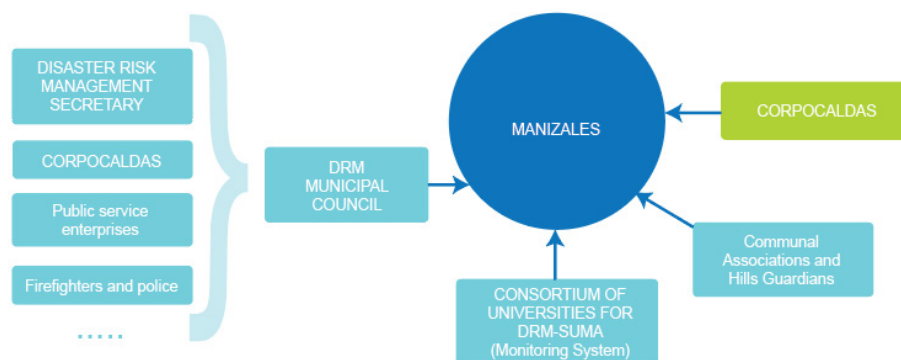 DISASTER RISK
MANAGEMENT
SECRETARY
CORPOCALDAS
Public service
enterprises
Firefighters and police
.....
DRM
MUNICIPAL
COUNCIL
MANIZALES
CORPOCALDAS
Communal
Associations and
Hills Guardians
CONSORTIUM OF
UNIVERSITIES FOR
DRM-SUMA
(Monitoring System)